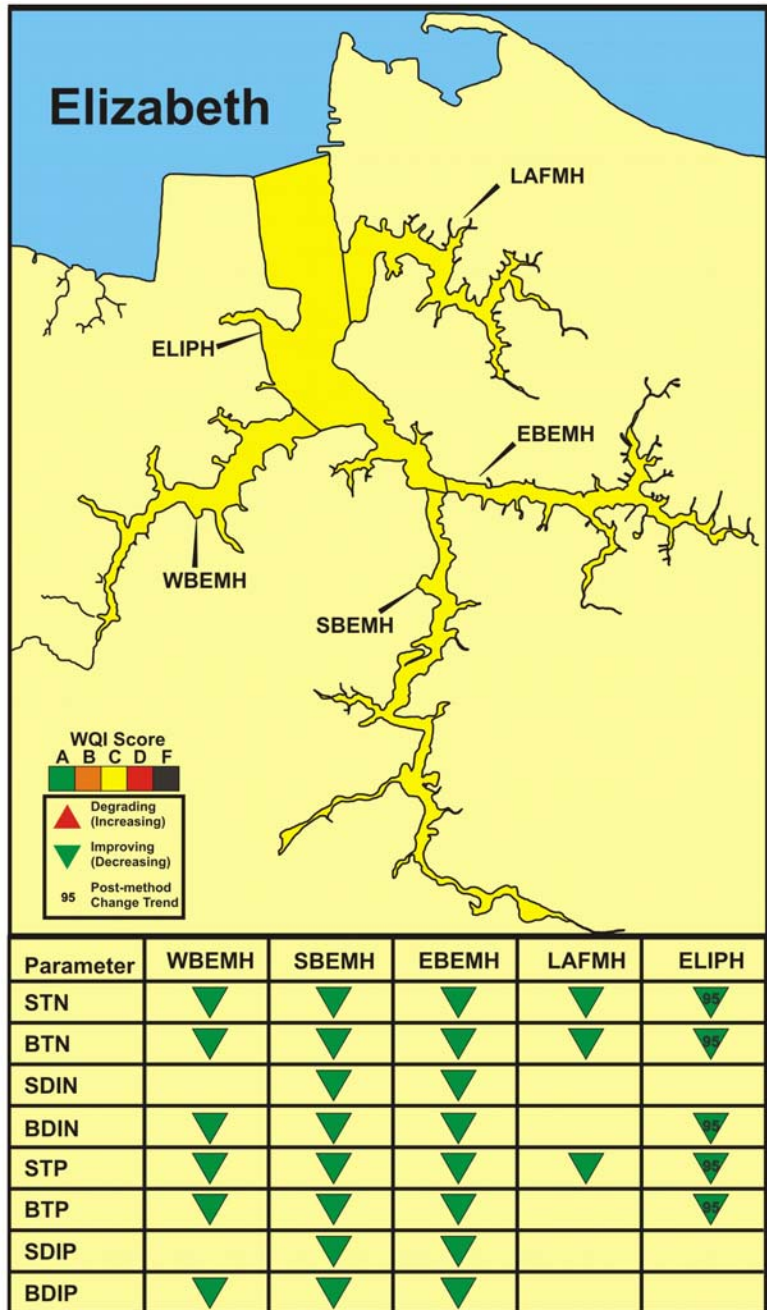 Elizabeth
LAFMH
ELIPH
EBEMH
WBEMH
SBEMH
WQI Score
A B C D F
Degrading
(Increasing)
Improving
(Decreasing)
95 Post-method
Change Trend
Parameter WBEMH SBEMH EBEMH LAFMH ELIPH
STN 95
BTN 95
SDIN
BDIN 95
STP 95
BTP 95
SDIP
BDIP